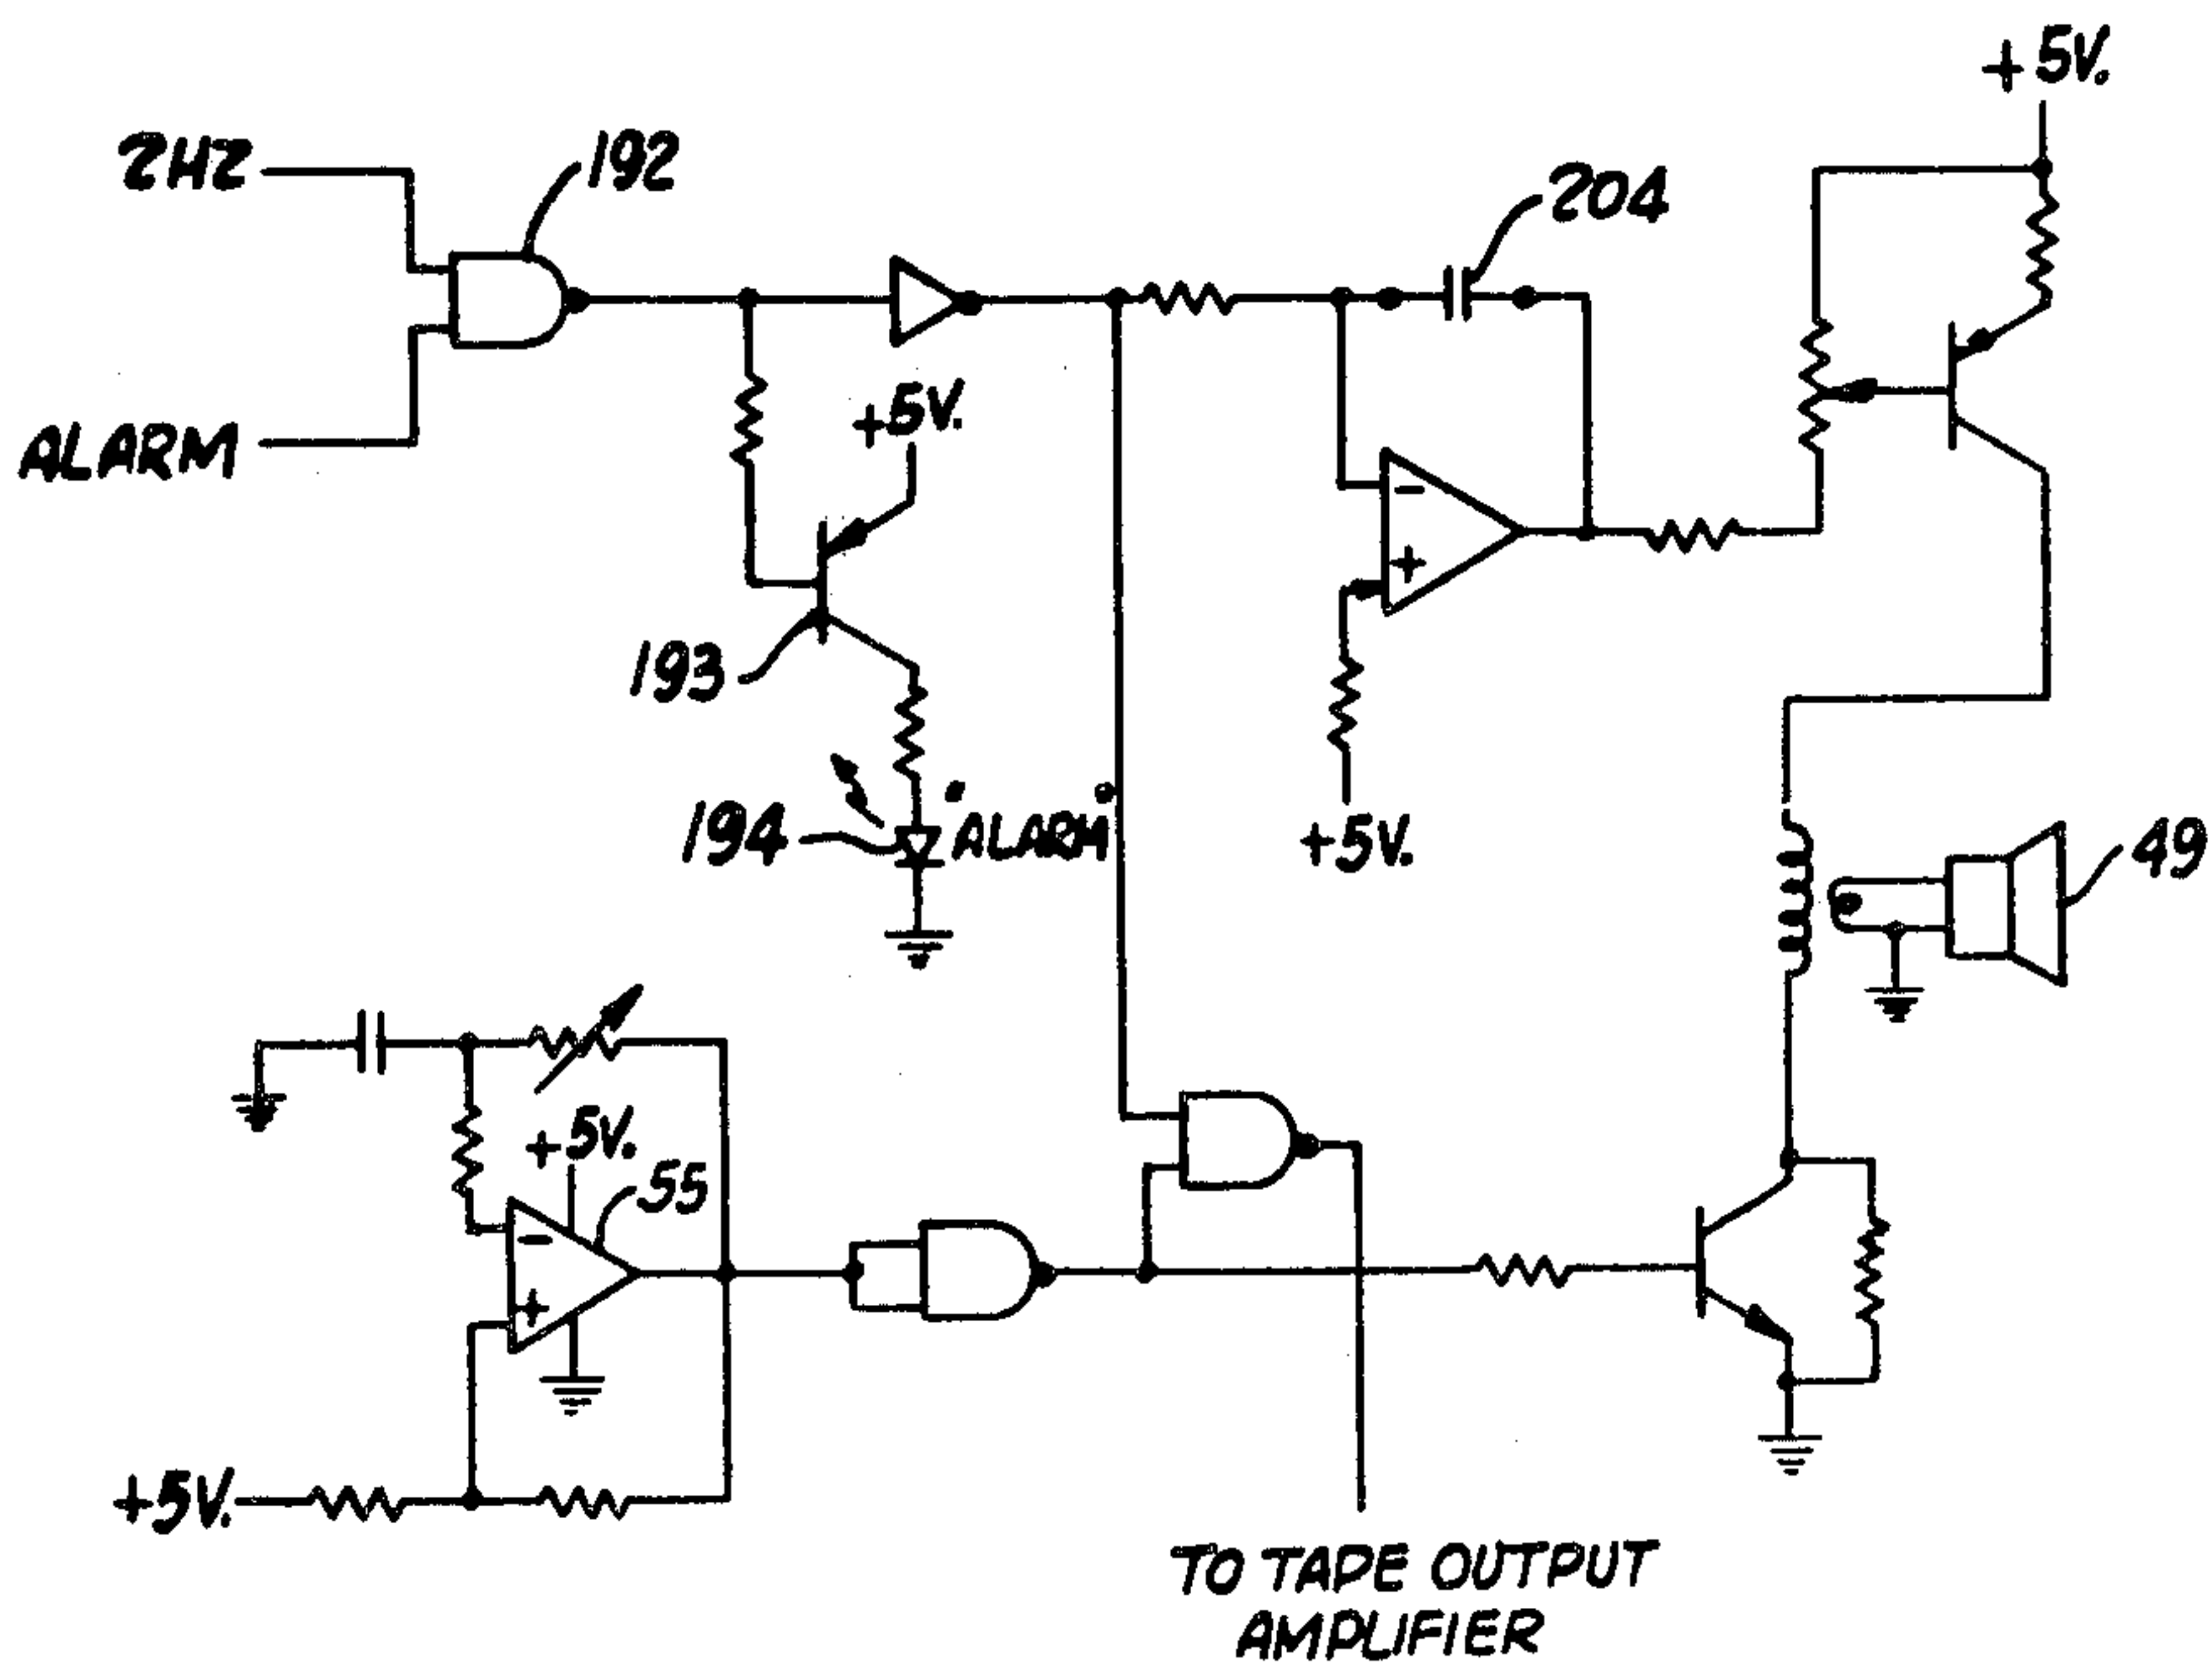 +5V.
2HZ
192
204
ALARM
+5V.
193
194
"ALARM"
+5V.
49
+5V.
55
-
+
-
+
+5V.
TO TAPE OUTPUT
AMPLIFIER